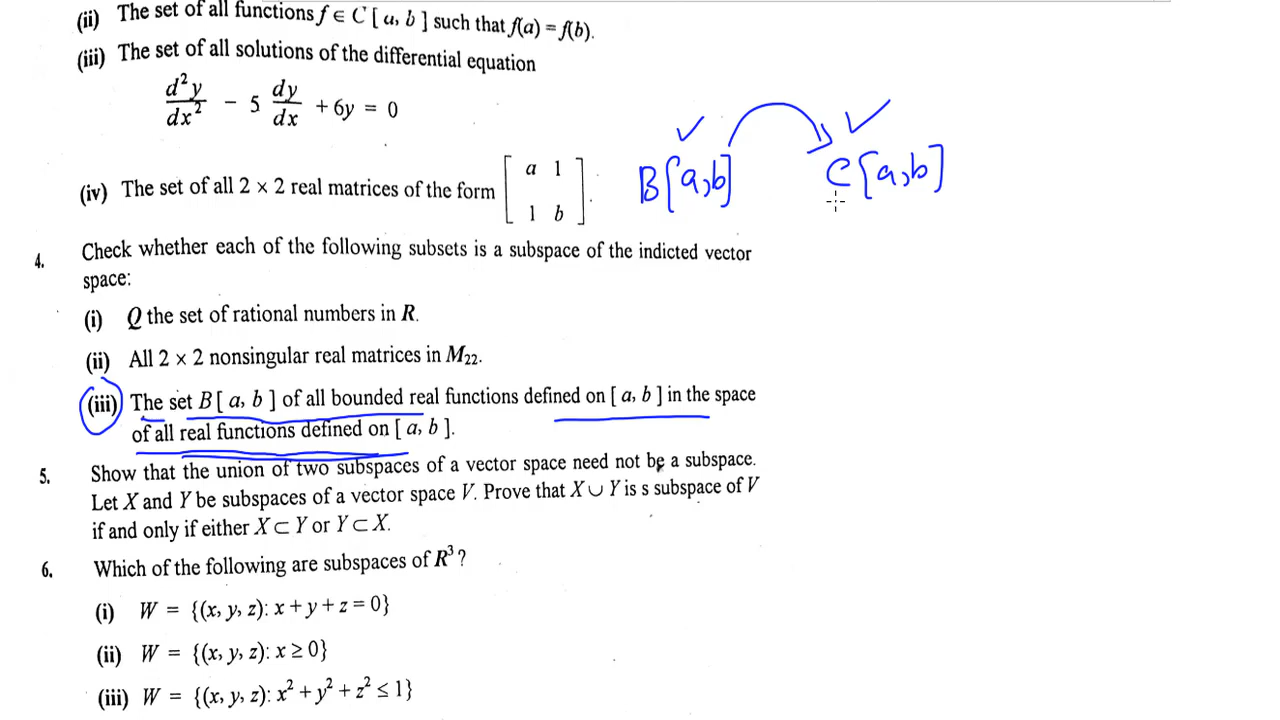 (ii) The set of all functions f ∈ C [ a, b ] such that f(a) = f(b).
(iii) The set of all solutions of the differential equation
d²y/dx² − 5 dy/dx + 6y = 0
(iv) The set of all 2 × 2 real matrices of the form [ a 1
1 b ].
B[a,b] C[a,b]
4. Check whether each of the following subsets is a subspace of the indicted vector
space:
(i) Q the set of rational numbers in R.
(ii) All 2 × 2 nonsingular real matrices in M₂₂.
(iii) The set B [ a, b ] of all bounded real functions defined on [ a, b ] in the space
of all real functions defined on [ a, b ].
5. Show that the union of two subspaces of a vector space need not be a subspace.
Let X and Y be subspaces of a vector space V. Prove that X ∪ Y is s subspace of V
if and only if either X ⊂ Y or Y ⊂ X.
6. Which of the following are subspaces of R³ ?
(i) W = {(x, y, z): x + y + z = 0}
(ii) W = {(x, y, z): x ≥ 0}
(iii) W = {(x, y, z): x² + y² + z² ≤ 1}